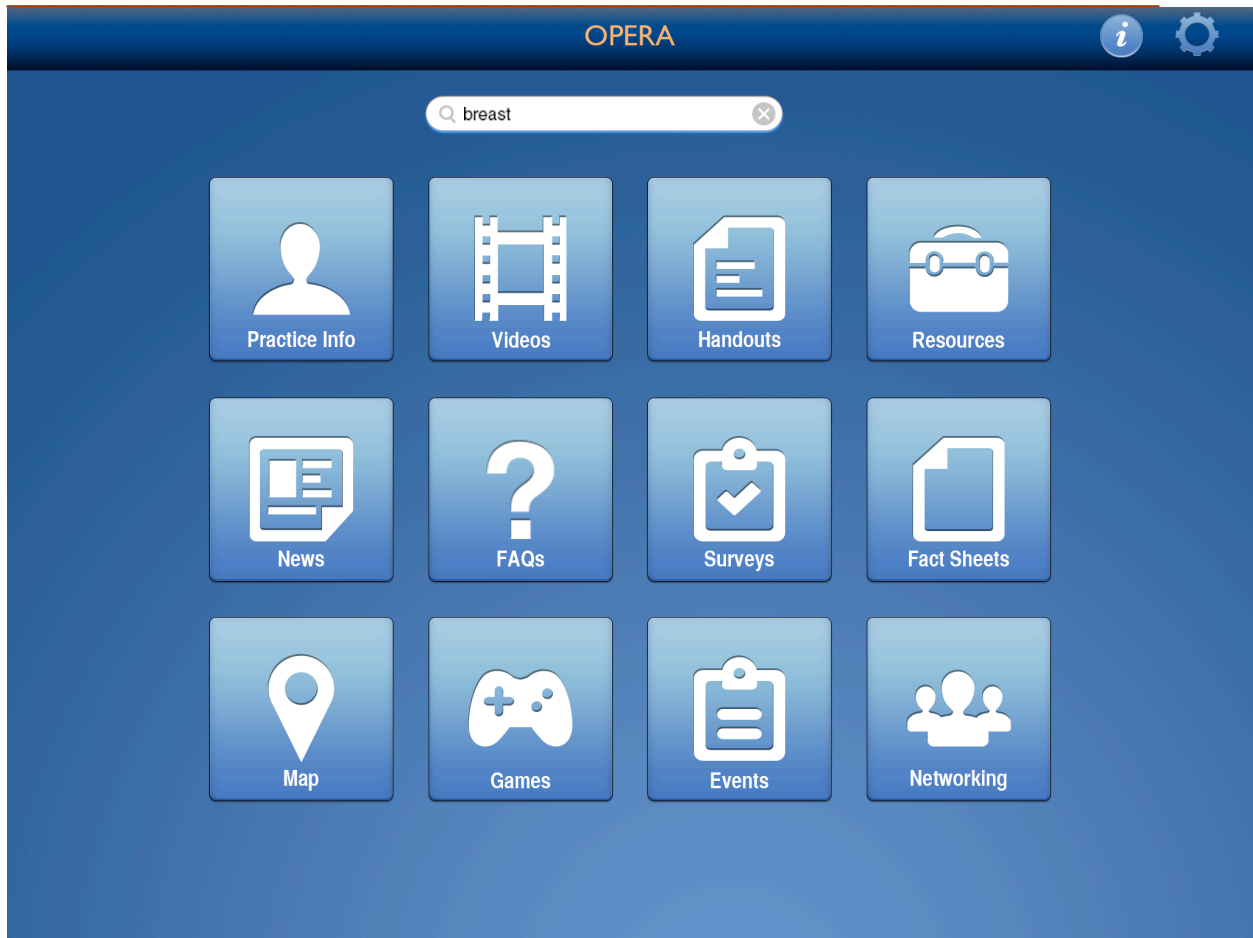 OPERA
breast
Practice Info
Videos
Handouts
Resources
News
FAQs
Surveys
Fact Sheets
Map
Games
Events
Networking